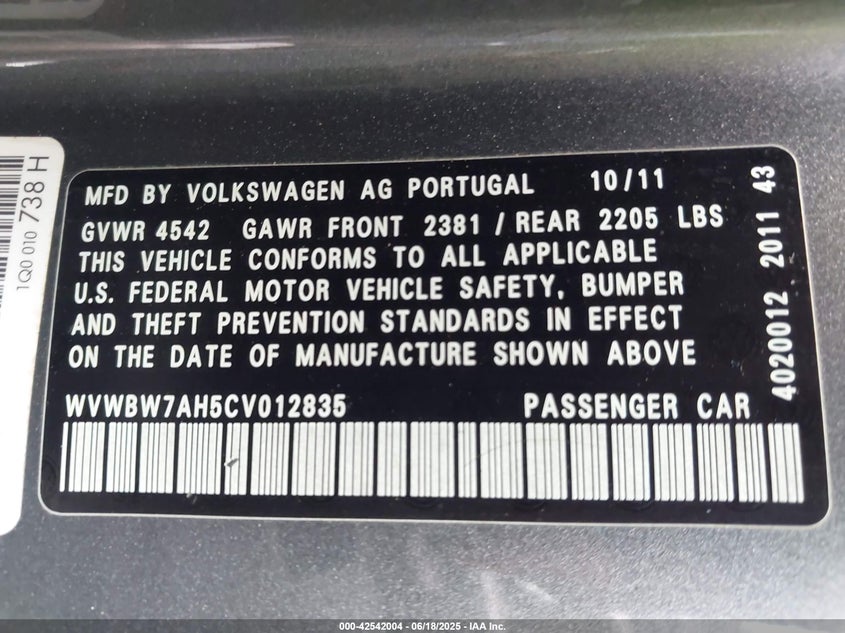 MFD BY VOLKSWAGEN AG PORTUGAL 10/11
GVWR 4542 GAWR FRONT 2381 / REAR 2205 LBS
THIS VEHICLE CONFORMS TO ALL APPLICABLE
U.S. FEDERAL MOTOR VEHICLE SAFETY, BUMPER
AND THEFT PREVENTION STANDARDS IN EFFECT
ON THE DATE OF MANUFACTURE SHOWN ABOVE
WVWBW7AH5CV012835 PASSENGER CAR
4020012 2011 43
1Q0 010 738 H
000-42542004 - 06/18/2025 - IAA Inc.